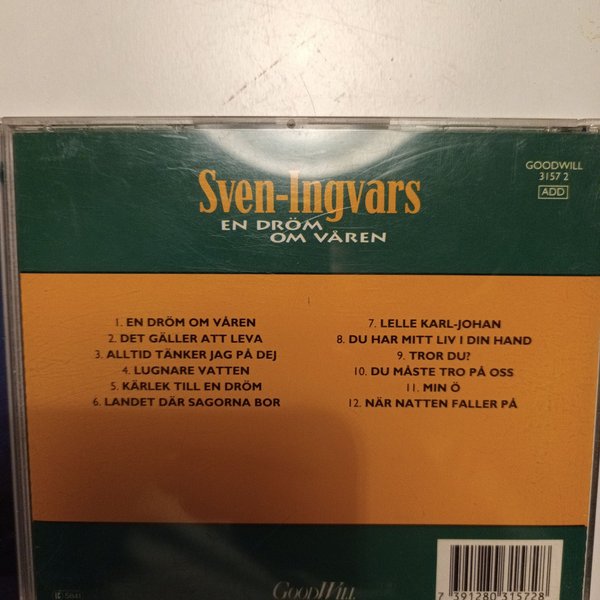 GOODWILL
3157 2
ADD
Sven-Ingvars
EN DRÖM
OM VÅREN
1. EN DRÖM OM VÅREN
2. DET GÄLLER ATT LEVA
3. ALLTID TÄNKER JAG PÅ DEJ
4. LUGNARE VATTEN
5. KÄRLEK TILL EN DRÖM
6. LANDET DÄR SAGORNA BOR
7. LELLE KARL-JOHAN
8. DU HAR MITT LIV I DIN HAND
9. TROR DU?
10. DU MÅSTE TRO PÅ OSS
11. MIN Ö
12. NÄR NATTEN FALLER PÅ
GOODWILL
7 391280 315728